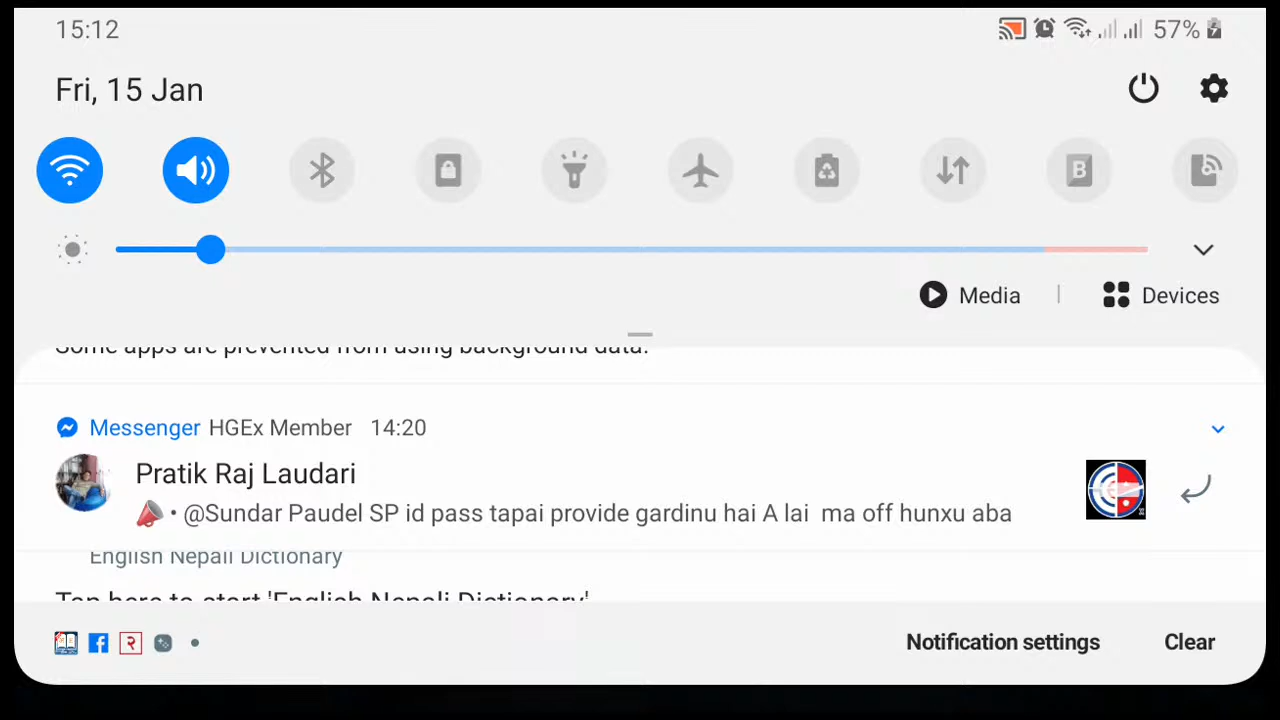 15:12
57%
Fri, 15 Jan
B
Media | Devices
Some apps are prevented from using background data.
Messenger HGEx Member 14:20
Pratik Raj Laudari
• @Sundar Paudel SP id pass tapai provide gardinu hai A lai ma off hunxu aba
English Nepali Dictionary
Tap here to start 'English Nepali Dictionary'
Notification settings Clear